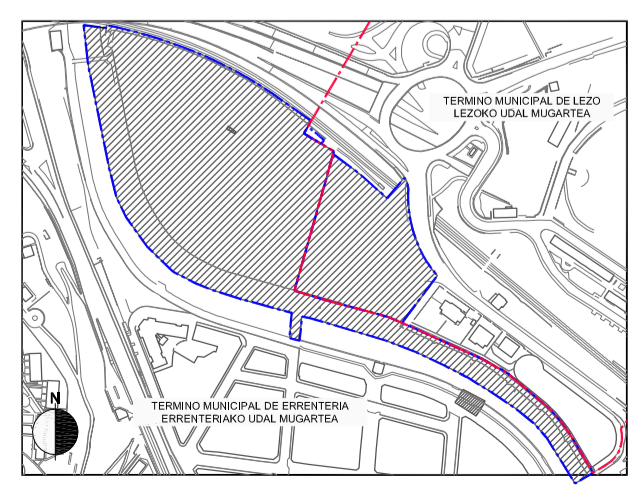 TERMINO MUNICIPAL DE LEZO
LEZOKO UDAL MUGARTEA
TERMINO MUNICIPAL DE ERRENTERIA
ERRENTERIAKO UDAL MUGARTEA
N